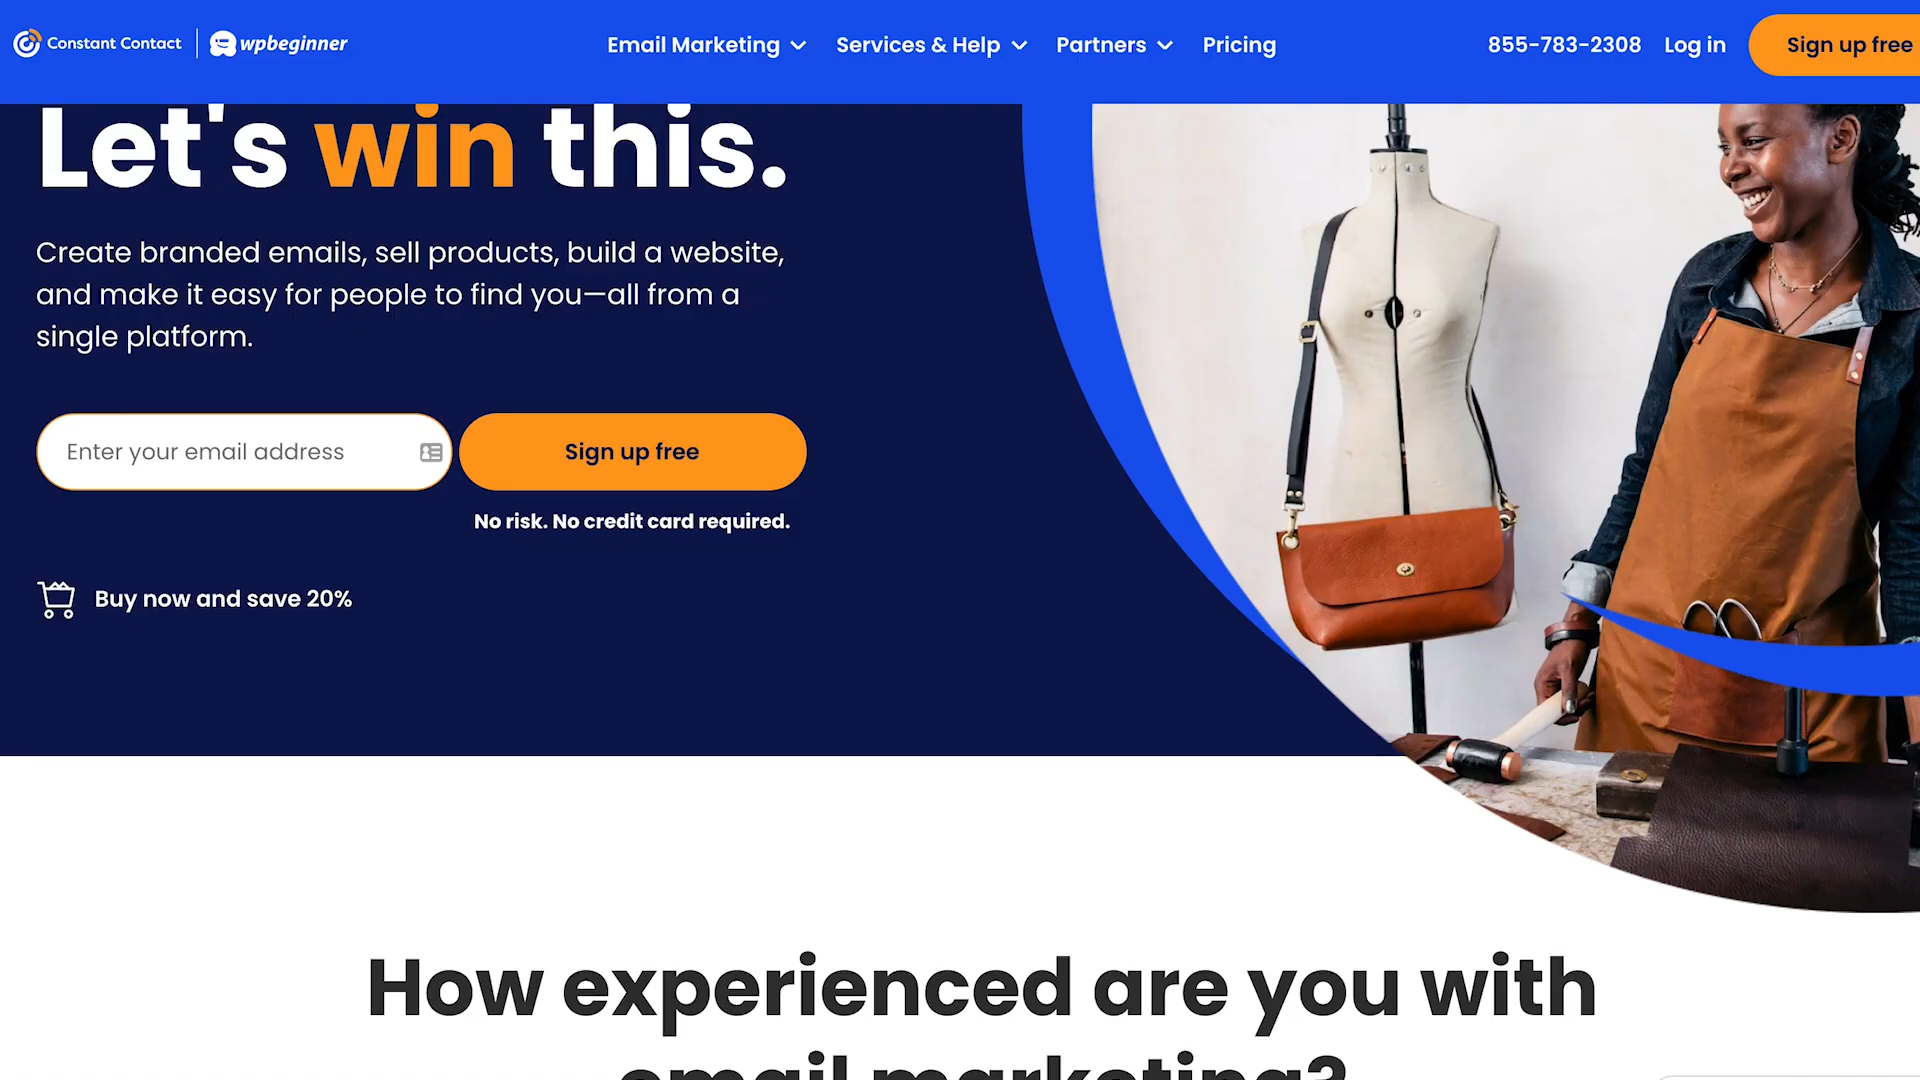 Constant Contact | wpbeginner
Email Marketing
Services & Help
Partners
Pricing
855-783-2308
Log in
Sign up free
Let's win this.
Create branded emails, sell products, build a website,
and make it easy for people to find you—all from a
single platform.
Enter your email address
Sign up free
No risk. No credit card required.
Buy now and save 20%
How experienced are you with
email marketing?